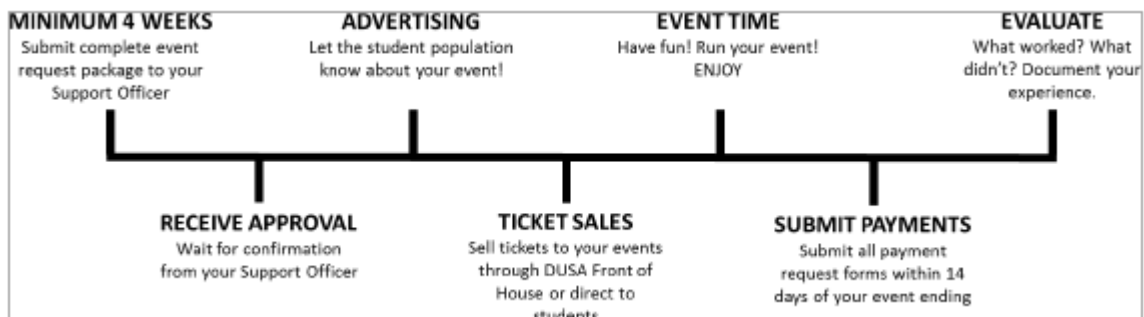 MINIMUM 4 WEEKS
Submit complete event
request package to your
Support Officer
RECEIVE APPROVAL
Wait for confirmation
from your Support Officer
ADVERTISING
Let the student population
know about your event!
TICKET SALES
Sell tickets to your events
through DUSA Front of
House or direct to
students
EVENT TIME
Have fun! Run your event!
ENJOY
SUBMIT PAYMENTS
Submit all payment
request forms within 14
days of your event ending
EVALUATE
What worked? What
didn't? Document your
experience.